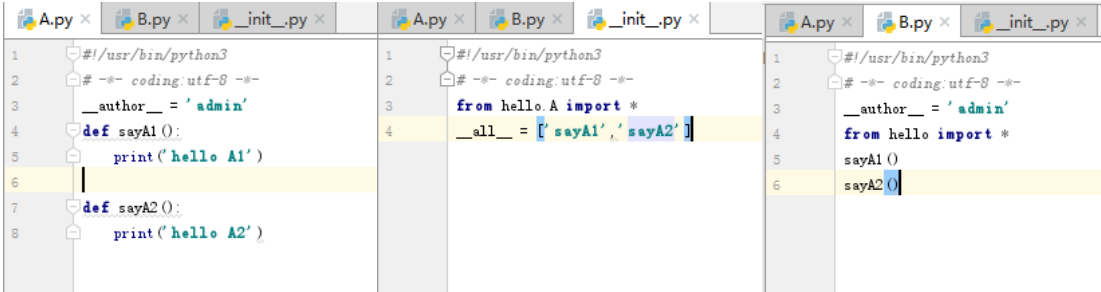 A.py × B.py × __init__.py ×
1 #!/usr/bin/python3
2 # -*- coding:utf-8 -*-
3 __author__ = 'admin'
4 def sayA1():
5 print('hello A1')
6
7 def sayA2():
8 print('hello A2')
A.py × B.py × __init__.py ×
1 #!/usr/bin/python3
2 # -*- coding:utf-8 -*-
3 from hello.A import *
4 __all__ = ['sayA1','sayA2']
A.py × B.py × __init__.py ×
1 #!/usr/bin/python3
2 # -*- coding:utf-8 -*-
3 __author__ = 'admin'
4 from hello import *
5 sayA1()
6 sayA2()